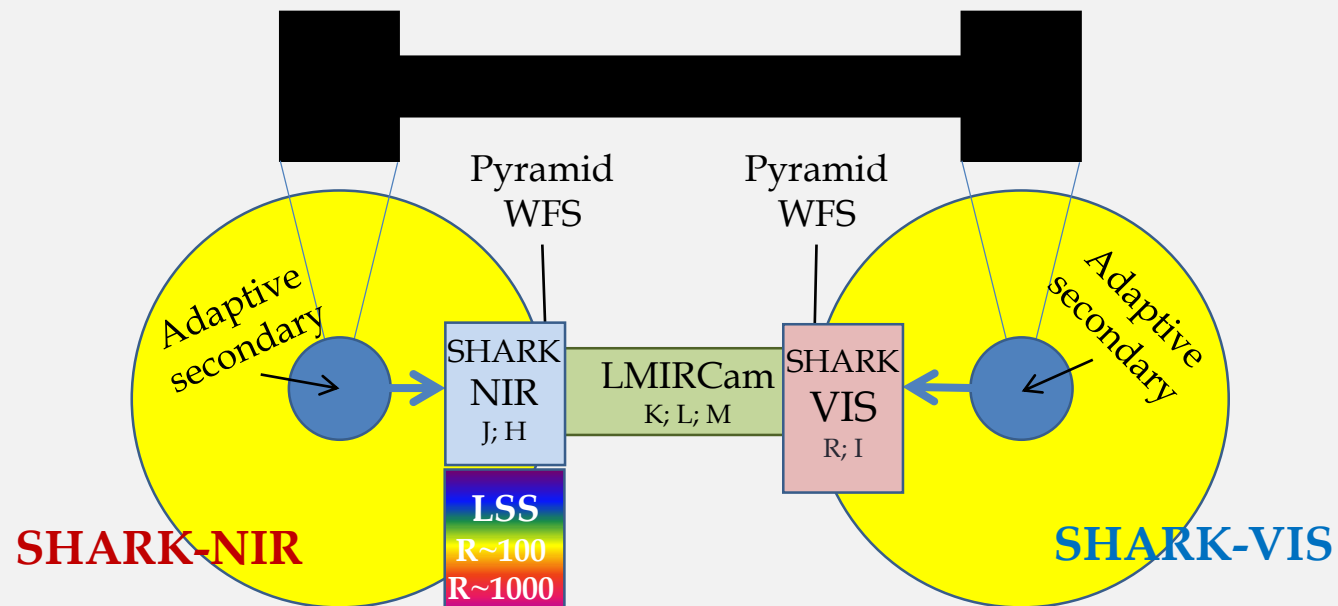 Pyramid
WFS
Pyramid
WFS
Adaptive
secondary
Adaptive
secondary
SHARK
NIR
J; H
LMIRCam
K; L; M
SHARK
VIS
R; I
LSS
R~100
R~1000
SHARK-NIR
SHARK-VIS